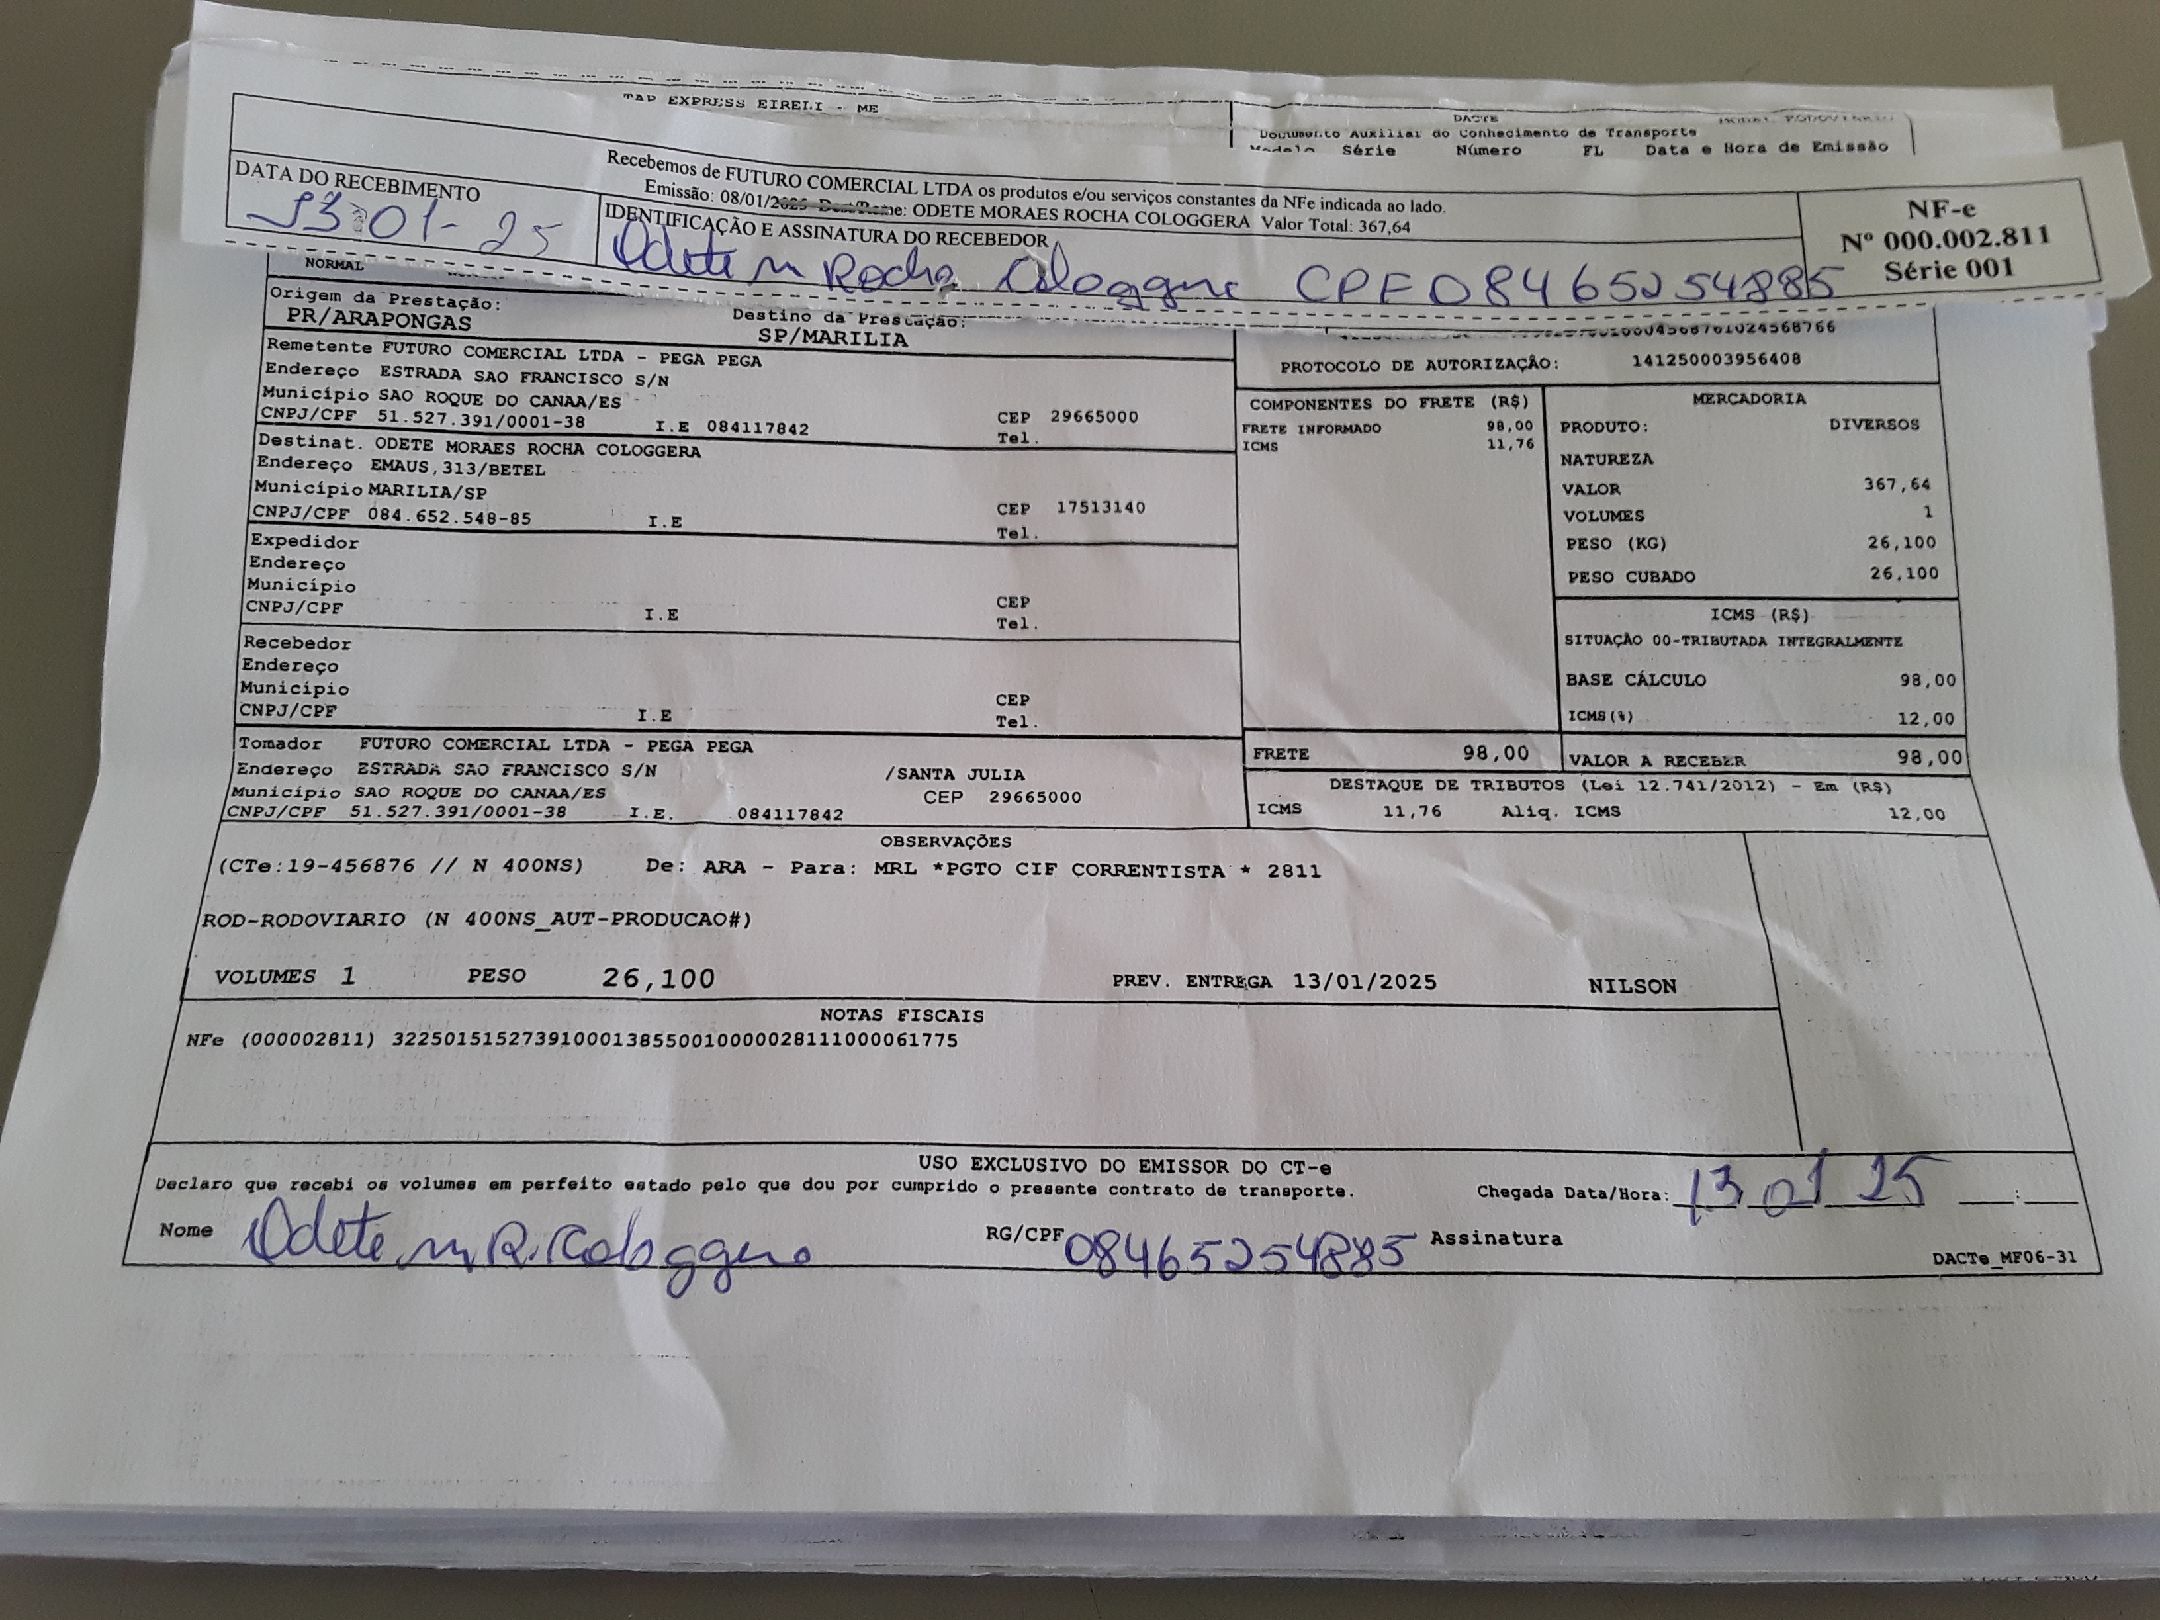 TAP EXPRESS EIRELI - ME
DACTE
Documento Auxiliar do Conhecimento de Transporte
Modelo Série Número FL Data e Hora de Emissão
Recebemos de FUTURO COMERCIAL LTDA os produtos e/ou serviços constantes da NFe indicada ao lado.
Emissão: 08/01/2025 Dest/Reme: ODETE MORAES ROCHA COLOGGERA Valor Total: 367,64
NF-e
Nº 000.002.811
Série 001
DATA DO RECEBIMENTO
13-01-25
IDENTIFICAÇÃO E ASSINATURA DO RECEBEDOR
Odete m Rocha Cologgera CPF 08465254885
NORMAL
Origem da Prestação:
PR/ARAPONGAS
Destino da Prestação:
SP/MARILIA
PROTOCOLO DE AUTORIZAÇÃO: 141250003956408
Remetente FUTURO COMERCIAL LTDA - PEGA PEGA
Endereço ESTRADA SAO FRANCISCO S/N
Município SAO ROQUE DO CANAA/ES
CEP 29665000
CNPJ/CPF 51.527.391/0001-38 I.E 084117842 Tel.
Destinat. ODETE MORAES ROCHA COLOGGERA
Endereço EMAUS,313/BETEL
Município MARILIA/SP CEP 17513140
CNPJ/CPF 084.652.548-85 I.E Tel.
Expedidor
Endereço
Município CEP
CNPJ/CPF I.E Tel.
Recebedor
Endereço
Município CEP
CNPJ/CPF I.E Tel.
Tomador FUTURO COMERCIAL LTDA - PEGA PEGA
Endereço ESTRADA SAO FRANCISCO S/N /SANTA JULIA
Município SAO ROQUE DO CANAA/ES CEP 29665000
CNPJ/CPF 51.527.391/0001-38 I.E. 084117842
COMPONENTES DO FRETE (R$)
FRETE INFORMADO 98,00
ICMS 11,76
MERCADORIA
PRODUTO: DIVERSOS
NATUREZA
VALOR 367,64
VOLUMES 1
PESO (KG) 26,100
PESO CUBADO 26,100
ICMS (R$)
SITUAÇÃO 00-TRIBUTADA INTEGRALMENTE
BASE CÁLCULO 98,00
ICMS(%) 12,00
FRETE 98,00 VALOR A RECEBER 98,00
DESTAQUE DE TRIBUTOS (Lei 12.741/2012) - Em (R$)
ICMS 11,76 Aliq. ICMS 12,00
OBSERVAÇÕES
(CTe:19-456876 // N 400NS) De: ARA - Para: MRL *PGTO CIF CORRENTISTA * 2811
ROD-RODOVIARIO (N 400NS_AUT-PRODUCAO#)
VOLUMES 1 PESO 26,100 PREV. ENTREGA 13/01/2025 NILSON
NOTAS FISCAIS
NFe (000002811) 32250151527391000138550010000028111000061775
USO EXCLUSIVO DO EMISSOR DO CT-e
Declaro que recebi os volumes em perfeito estado pelo que dou por cumprido o presente contrato de transporte. Chegada Data/Hora: 13 01 25 :
Nome Odete m R. Cologgera RG/CPF 08465254885 Assinatura
DACTe_MF06-31